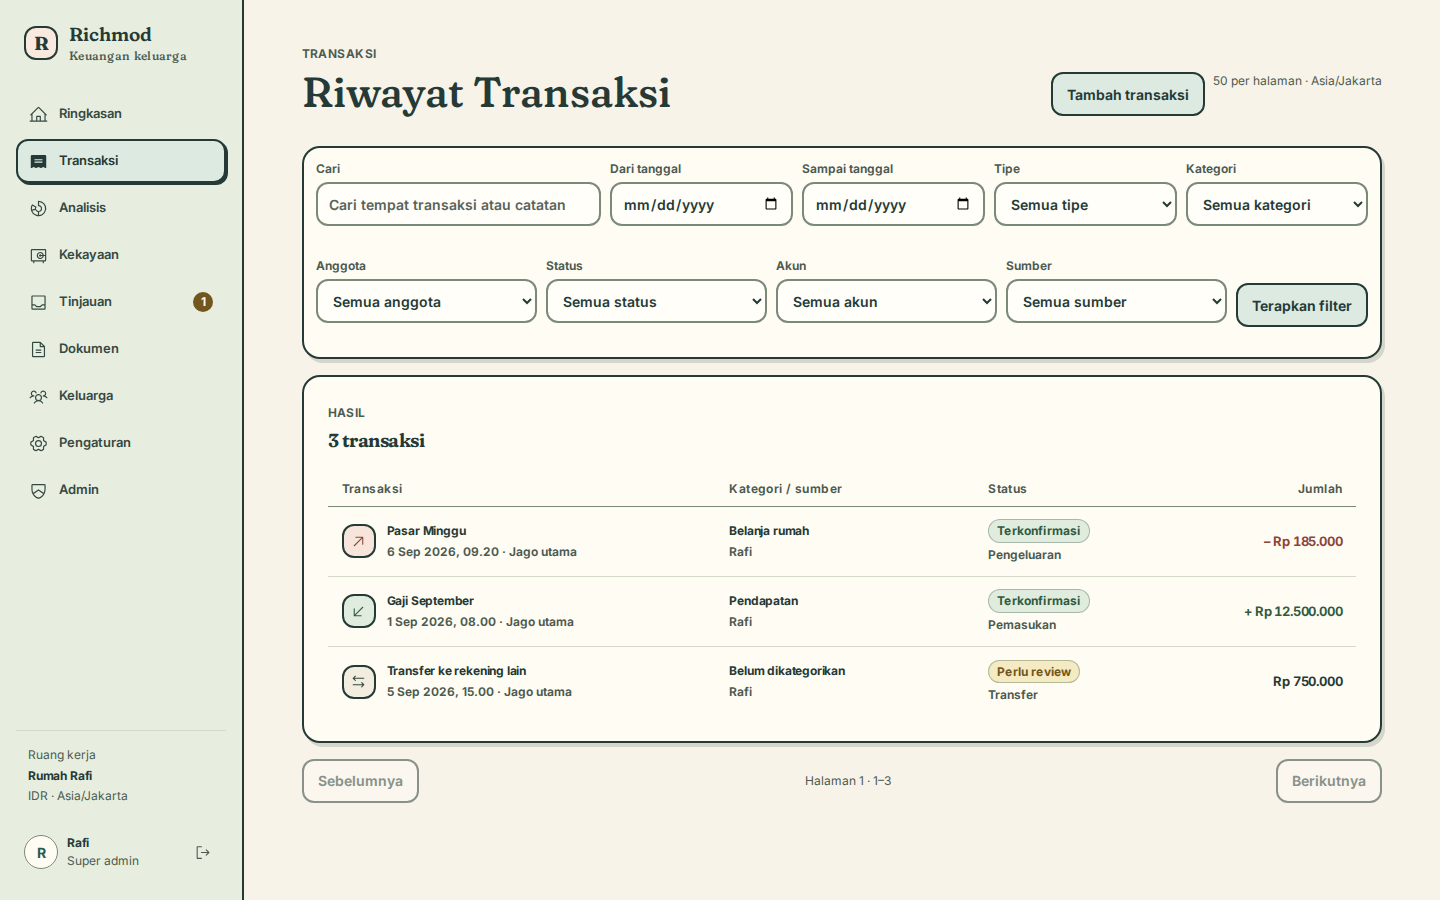 R
Richmod
Keuangan keluarga
Ringkasan
Transaksi
Analisis
Kekayaan
Tinjauan 1
Dokumen
Keluarga
Pengaturan
Admin
Ruang kerja
Rumah Rafi
IDR · Asia/Jakarta
R
Rafi
Super admin
TRANSAKSI
Riwayat Transaksi
Tambah transaksi
50 per halaman · Asia/Jakarta
Cari Dari tanggal Sampai tanggal Tipe Kategori
Cari tempat transaksi atau catatan mm/dd/yyyy mm/dd/yyyy Semua tipe Semua kategori
Anggota Status Akun Sumber
Semua anggota Semua status Semua akun Semua sumber Terapkan filter
HASIL
3 transaksi
Transaksi Kategori / sumber Status Jumlah
Pasar Minggu Belanja rumah Terkonfirmasi – Rp 185.000
6 Sep 2026, 09.20 · Jago utama Rafi Pengeluaran
Gaji September Pendapatan Terkonfirmasi + Rp 12.500.000
1 Sep 2026, 08.00 · Jago utama Rafi Pemasukan
Transfer ke rekening lain Belum dikategorikan Perlu review Rp 750.000
5 Sep 2026, 15.00 · Jago utama Rafi Transfer
Sebelumnya Halaman 1 · 1–3 Berikutnya